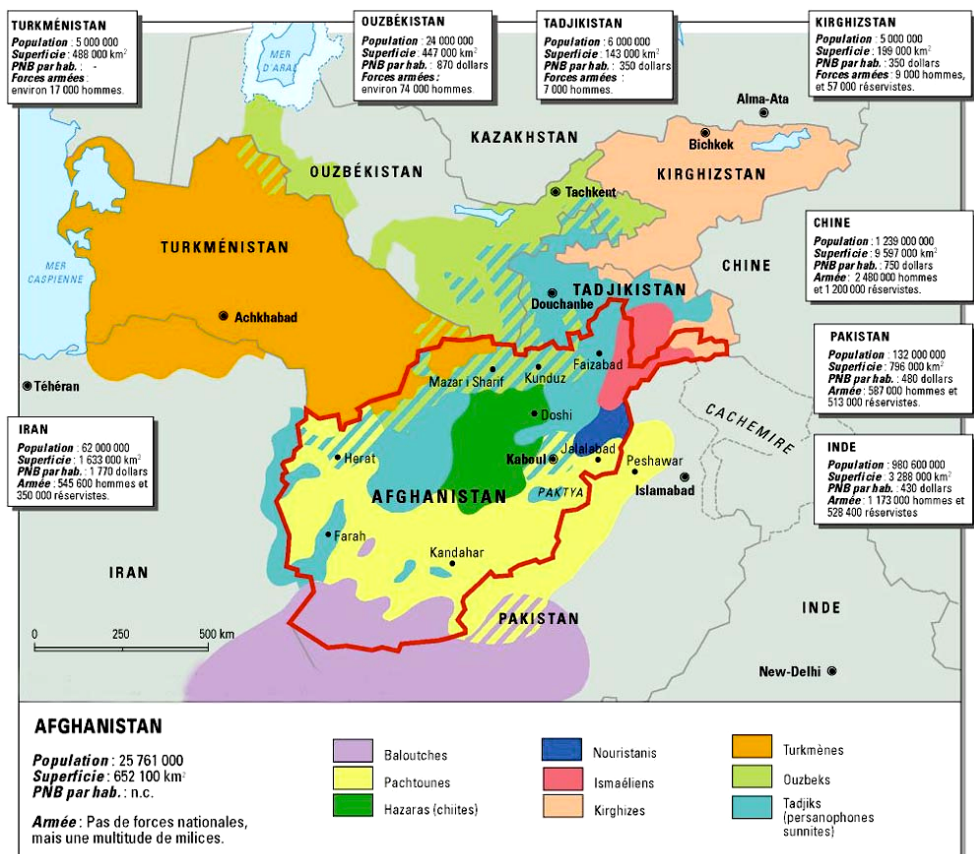 TURKMÉNISTAN
Population : 5 000 000
Superficie : 488 000 km²
PNB par hab. : -
Forces armées :
environ 17 000 hommes.
OUZBÉKISTAN
Population : 24 000 000
Superficie : 447 000 km²
PNB par hab. : 870 dollars
Forces armées :
environ 74 000 hommes.
TADJIKISTAN
Population : 6 000 000
Superficie : 143 000 km²
PNB par hab. : 350 dollars
Forces armées :
7 000 hommes.
KIRGHIZSTAN
Population : 5 000 000
Superficie : 199 000 km²
PNB par hab. : 350 dollars
Forces armées : 9 000 hommes,
et 57 000 réservistes.
MER
D'ARAL
Alma-Ata
KAZAKHSTAN
Bichkek
OUZBÉKISTAN
KIRGHIZSTAN
Tachkent
CHINE
Population : 1 239 000 000
Superficie : 9 597 000 km²
PNB par hab. : 750 dollars
Armée : 2 480 000 hommes
et 1 200 000 réservistes.
TURKMÉNISTAN
MER
CASPIENNE
CHINE
TADJIKISTAN
Douchanbe
Achkhabad
PAKISTAN
Population : 132 000 000
Superficie : 796 000 km²
PNB par hab. : 480 dollars
Armée : 587 000 hommes et
513 000 réservistes.
Téhéran
Mazar i Sharif
Kunduz
Faizabad
CACHEMIRE
IRAN
Population : 62 000 000
Superficie : 1 633 000 km²
PNB par hab. : 1 770 dollars
Armée : 545 600 hommes et
350 000 réservistes.
Doshi
INDE
Population : 980 600 000
Superficie : 3 288 000 km²
PNB par hab. : 430 dollars
Armée : 1 173 000 hommes et
528 400 réservistes
Herat
Kaboul
Jalalabad
Peshawar
Islamabad
AFGHANISTAN
PAKTYA
Farah
Kandahar
IRAN
INDE
PAKISTAN
0 250 500 km
New-Delhi
AFGHANISTAN
Population : 25 761 000
Superficie : 652 100 km²
PNB par hab. : n.c.
Armée : Pas de forces nationales,
mais une multitude de milices.
Baloutches
Pachtounes
Hazaras (chiites)
Nouristanis
Ismaéliens
Kirghizes
Turkmènes
Ouzbeks
Tadjiks
(persanophones
sunnites)